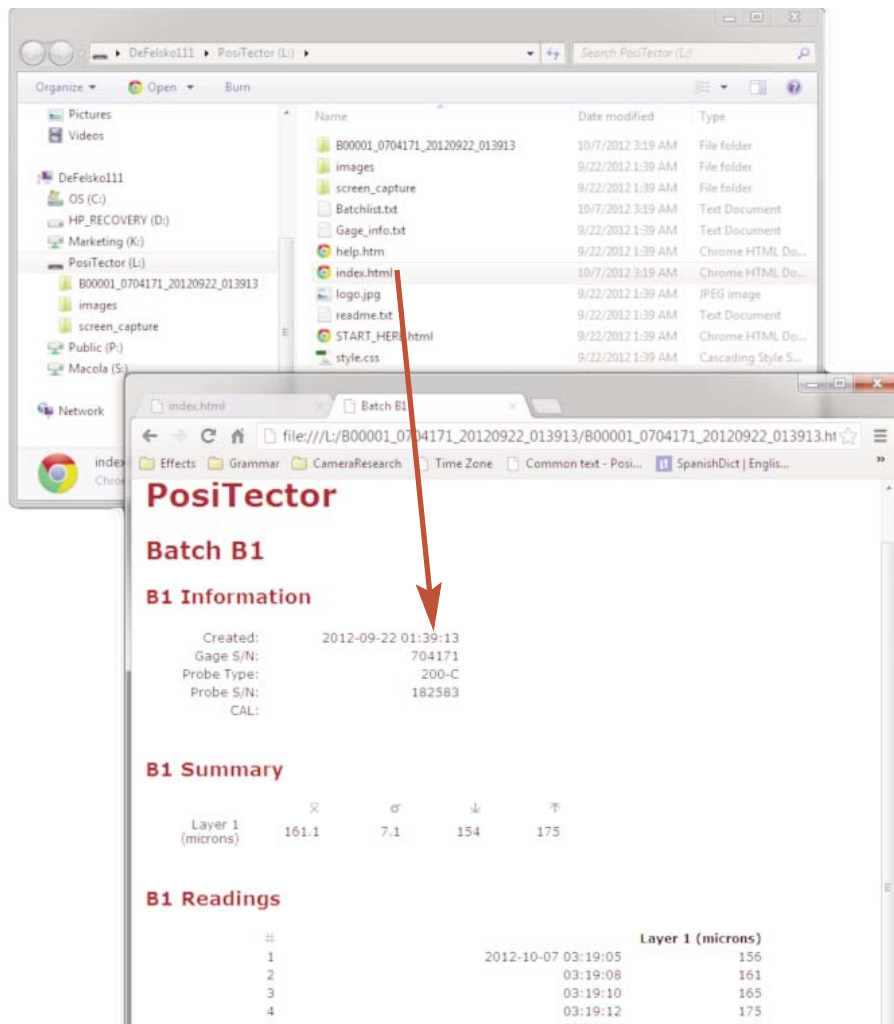 DeFelsko111 ▸ PosiTector (L:) ▸
Search PosiTector (L:)
Organize ▾ Open ▾ Burn
Pictures
Videos
DeFelsko111
OS (C:)
HP_RECOVERY (D:)
Marketing (K:)
PosiTector (L:)
B00001_0704171_20120922_013913
images
screen_capture
Public (P:)
Macola (S:)
Network
Name Date modified Type
B00001_0704171_20120922_013913 10/7/2012 3:19 AM File folder
images 9/22/2012 1:39 AM File folder
screen_capture 9/22/2012 1:39 AM File folder
Batchlist.txt 10/7/2012 3:19 AM Text Document
Gage_info.txt 9/22/2012 1:39 AM Text Document
help.htm 9/22/2012 1:39 AM Chrome HTML Do...
index.html 10/7/2012 3:19 AM Chrome HTML Do...
logo.jpg 9/22/2012 1:39 AM JPEG image
readme.txt 9/22/2012 1:39 AM Text Document
START_HERE.html 9/22/2012 1:39 AM Chrome HTML Do...
style.css 9/22/2012 1:39 AM Cascading Style S...
index
Chro
index.html × Batch B1 ×
file:///L:/B00001_0704171_20120922_013913/B00001_0704171_20120922_013913.ht
Effects Grammar CameraResearch Time Zone Common text - Posi... SpanishDict | Englis... »
PosiTector
Batch B1
B1 Information
Created: 2012-09-22 01:39:13
Gage S/N: 704171
Probe Type: 200-C
Probe S/N: 182583
CAL:
B1 Summary
x̅ σ ↓ ↑
Layer 1
(microns) 161.1 7.1 154 175
B1 Readings
# Layer 1 (microns)
1 2012-10-07 03:19:05 156
2 03:19:08 161
3 03:19:10 165
4 03:19:12 175